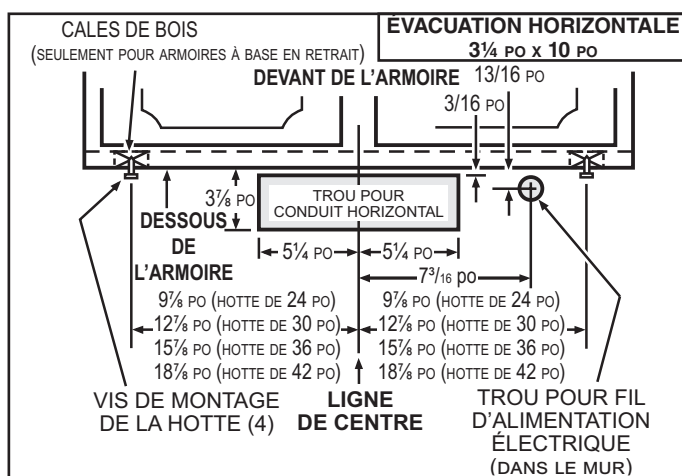 CALES DE BOIS
(SEULEMENT POUR ARMOIRES À BASE EN RETRAIT)
ÉVACUATION HORIZONTALE
3¼ PO X 10 PO
DEVANT DE L’ARMOIRE
13/16 PO
3/16 PO
3⅞ PO
TROU POUR
CONDUIT HORIZONTAL
DESSOUS
DE
L’ARMOIRE
5¼ PO
5¼ PO
7³/₁₆ po
9⅞ PO (HOTTE DE 24 PO)
12⅞ PO (HOTTE DE 30 PO)
15⅞ PO (HOTTE DE 36 PO)
18⅞ PO (HOTTE DE 42 PO)
9⅞ PO (HOTTE DE 24 PO)
12⅞ PO (HOTTE DE 30 PO)
15⅞ PO (HOTTE DE 36 PO)
18⅞ PO (HOTTE DE 42 PO)
VIS DE MONTAGE
DE LA HOTTE (4)
LIGNE
DE CENTRE
TROU POUR FIL
D’ALIMENTATION
ÉLECTRIQUE
(DANS LE MUR)